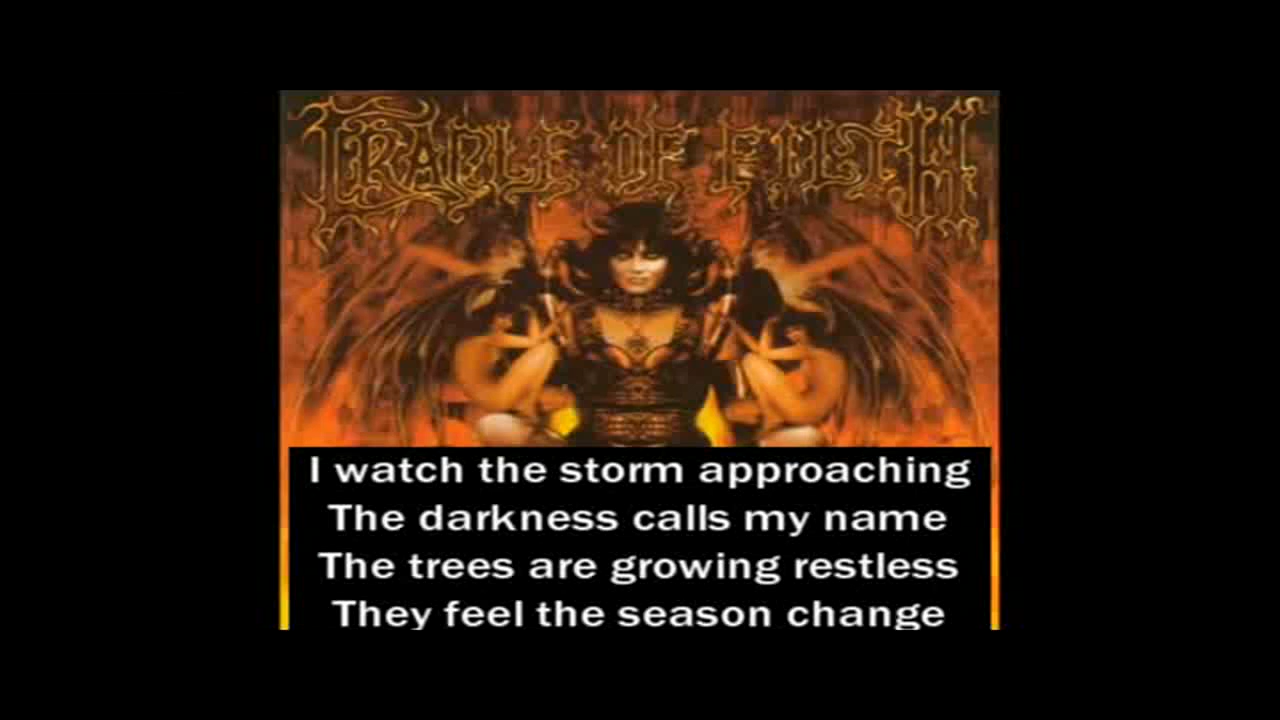 CRADLE OF FILTH
I watch the storm approaching
The darkness calls my name
The trees are growing restless
They feel the season change